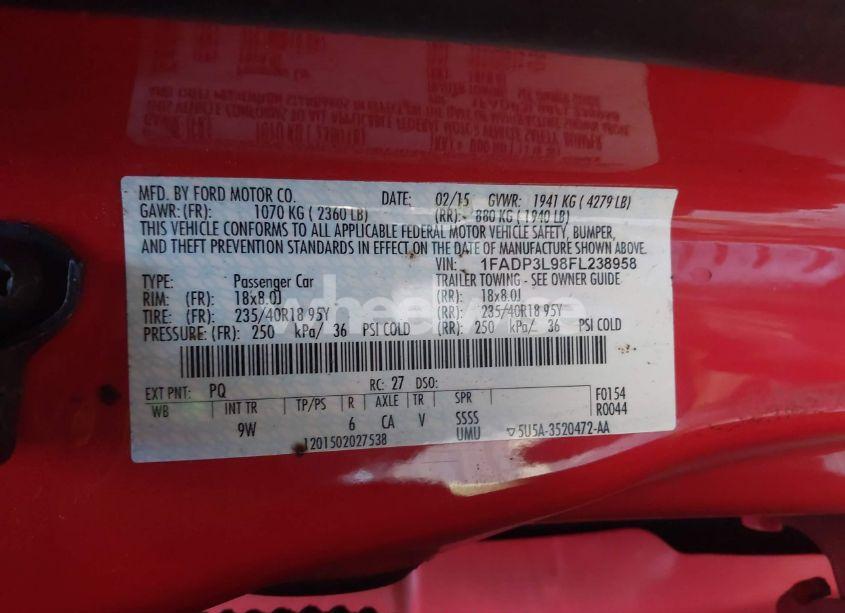 MFD. BY FORD MOTOR CO. DATE: 02/15 GVWR: 1941 KG ( 4279 LB)
GAWR: (FR): 1070 KG ( 2360 LB) (RR): 880 KG ( 1940 LB)
THIS VEHICLE CONFORMS TO ALL APPLICABLE FEDERAL MOTOR VEHICLE SAFETY, BUMPER,
AND THEFT PREVENTION STANDARDS IN EFFECT ON THE DATE OF MANUFACTURE SHOWN ABOVE.
VIN: 1FADP3L98FL238958
TYPE: Passenger Car TRAILER TOWING - SEE OWNER GUIDE
RIM: (FR): 18x8.0J (RR): 18x8.0J
TIRE: (FR): 235/40R18 95Y (RR): 235/40R18 95Y
PRESSURE: (FR): 250 kPa/ 36 PSI COLD (RR): 250 kPa/ 36 PSI COLD
EXT PNT: PQ RC: 27 DSO: F0154
WB INT TR TP/PS R AXLE TR SPR R0044
9W 6 CA V SSSS
1201502027538 UMU ▽5U5A-3520472-AA